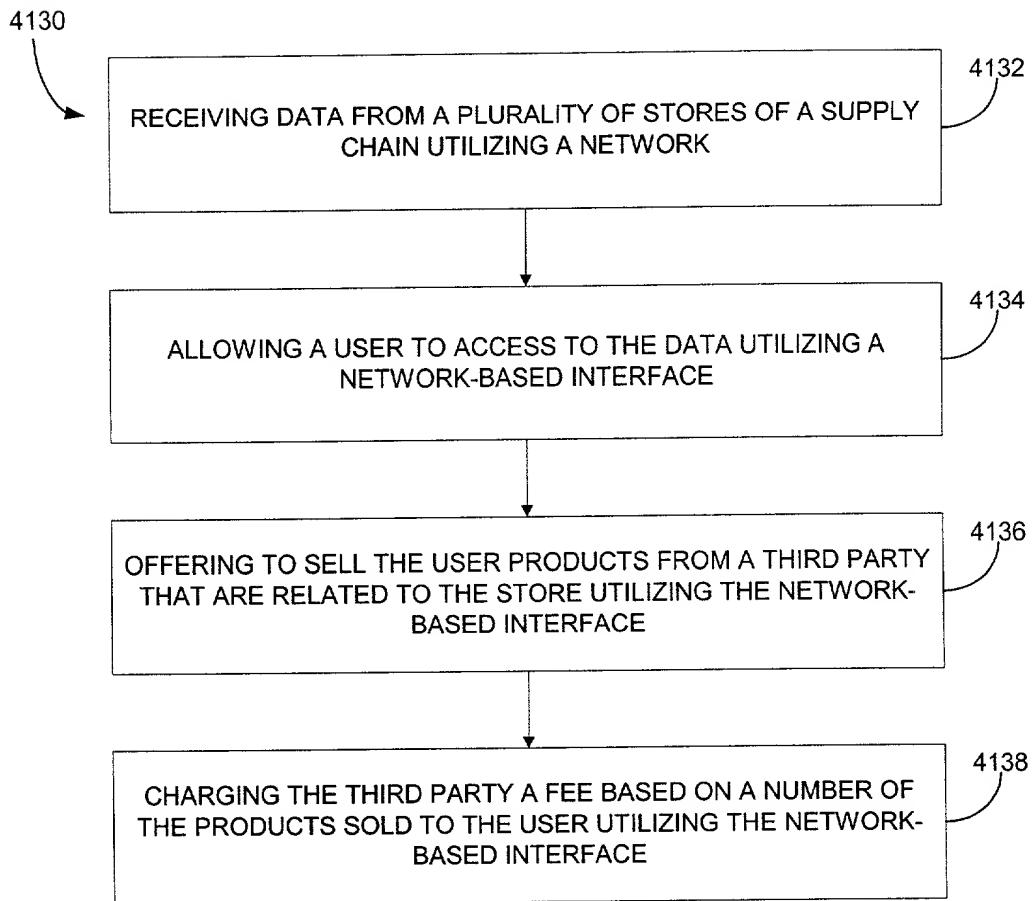 4130
4132
RECEIVING DATA FROM A PLURALITY OF STORES OF A SUPPLY
CHAIN UTILIZING A NETWORK
4134
ALLOWING A USER TO ACCESS TO THE DATA UTILIZING A
NETWORK-BASED INTERFACE
4136
OFFERING TO SELL THE USER PRODUCTS FROM A THIRD PARTY
THAT ARE RELATED TO THE STORE UTILIZING THE NETWORK-
BASED INTERFACE
4138
CHARGING THE THIRD PARTY A FEE BASED ON A NUMBER OF
THE PRODUCTS SOLD TO THE USER UTILIZING THE NETWORK-
BASED INTERFACE